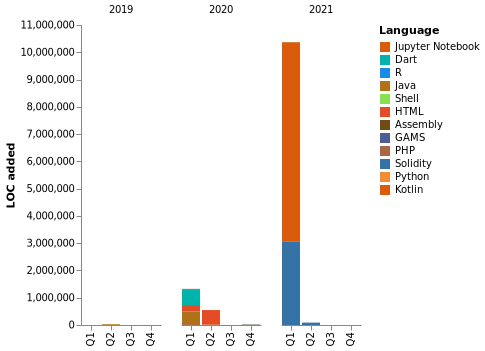 2019 2020 2021
11,000,000
10,000,000
9,000,000
8,000,000
7,000,000
6,000,000
5,000,000
4,000,000
3,000,000
2,000,000
1,000,000
0
LOC added
Q1 Q2 Q3 Q4 Q1 Q2 Q3 Q4 Q1 Q2 Q3 Q4
Language
Jupyter Notebook
Dart
R
Java
Shell
HTML
Assembly
GAMS
PHP
Solidity
Python
Kotlin